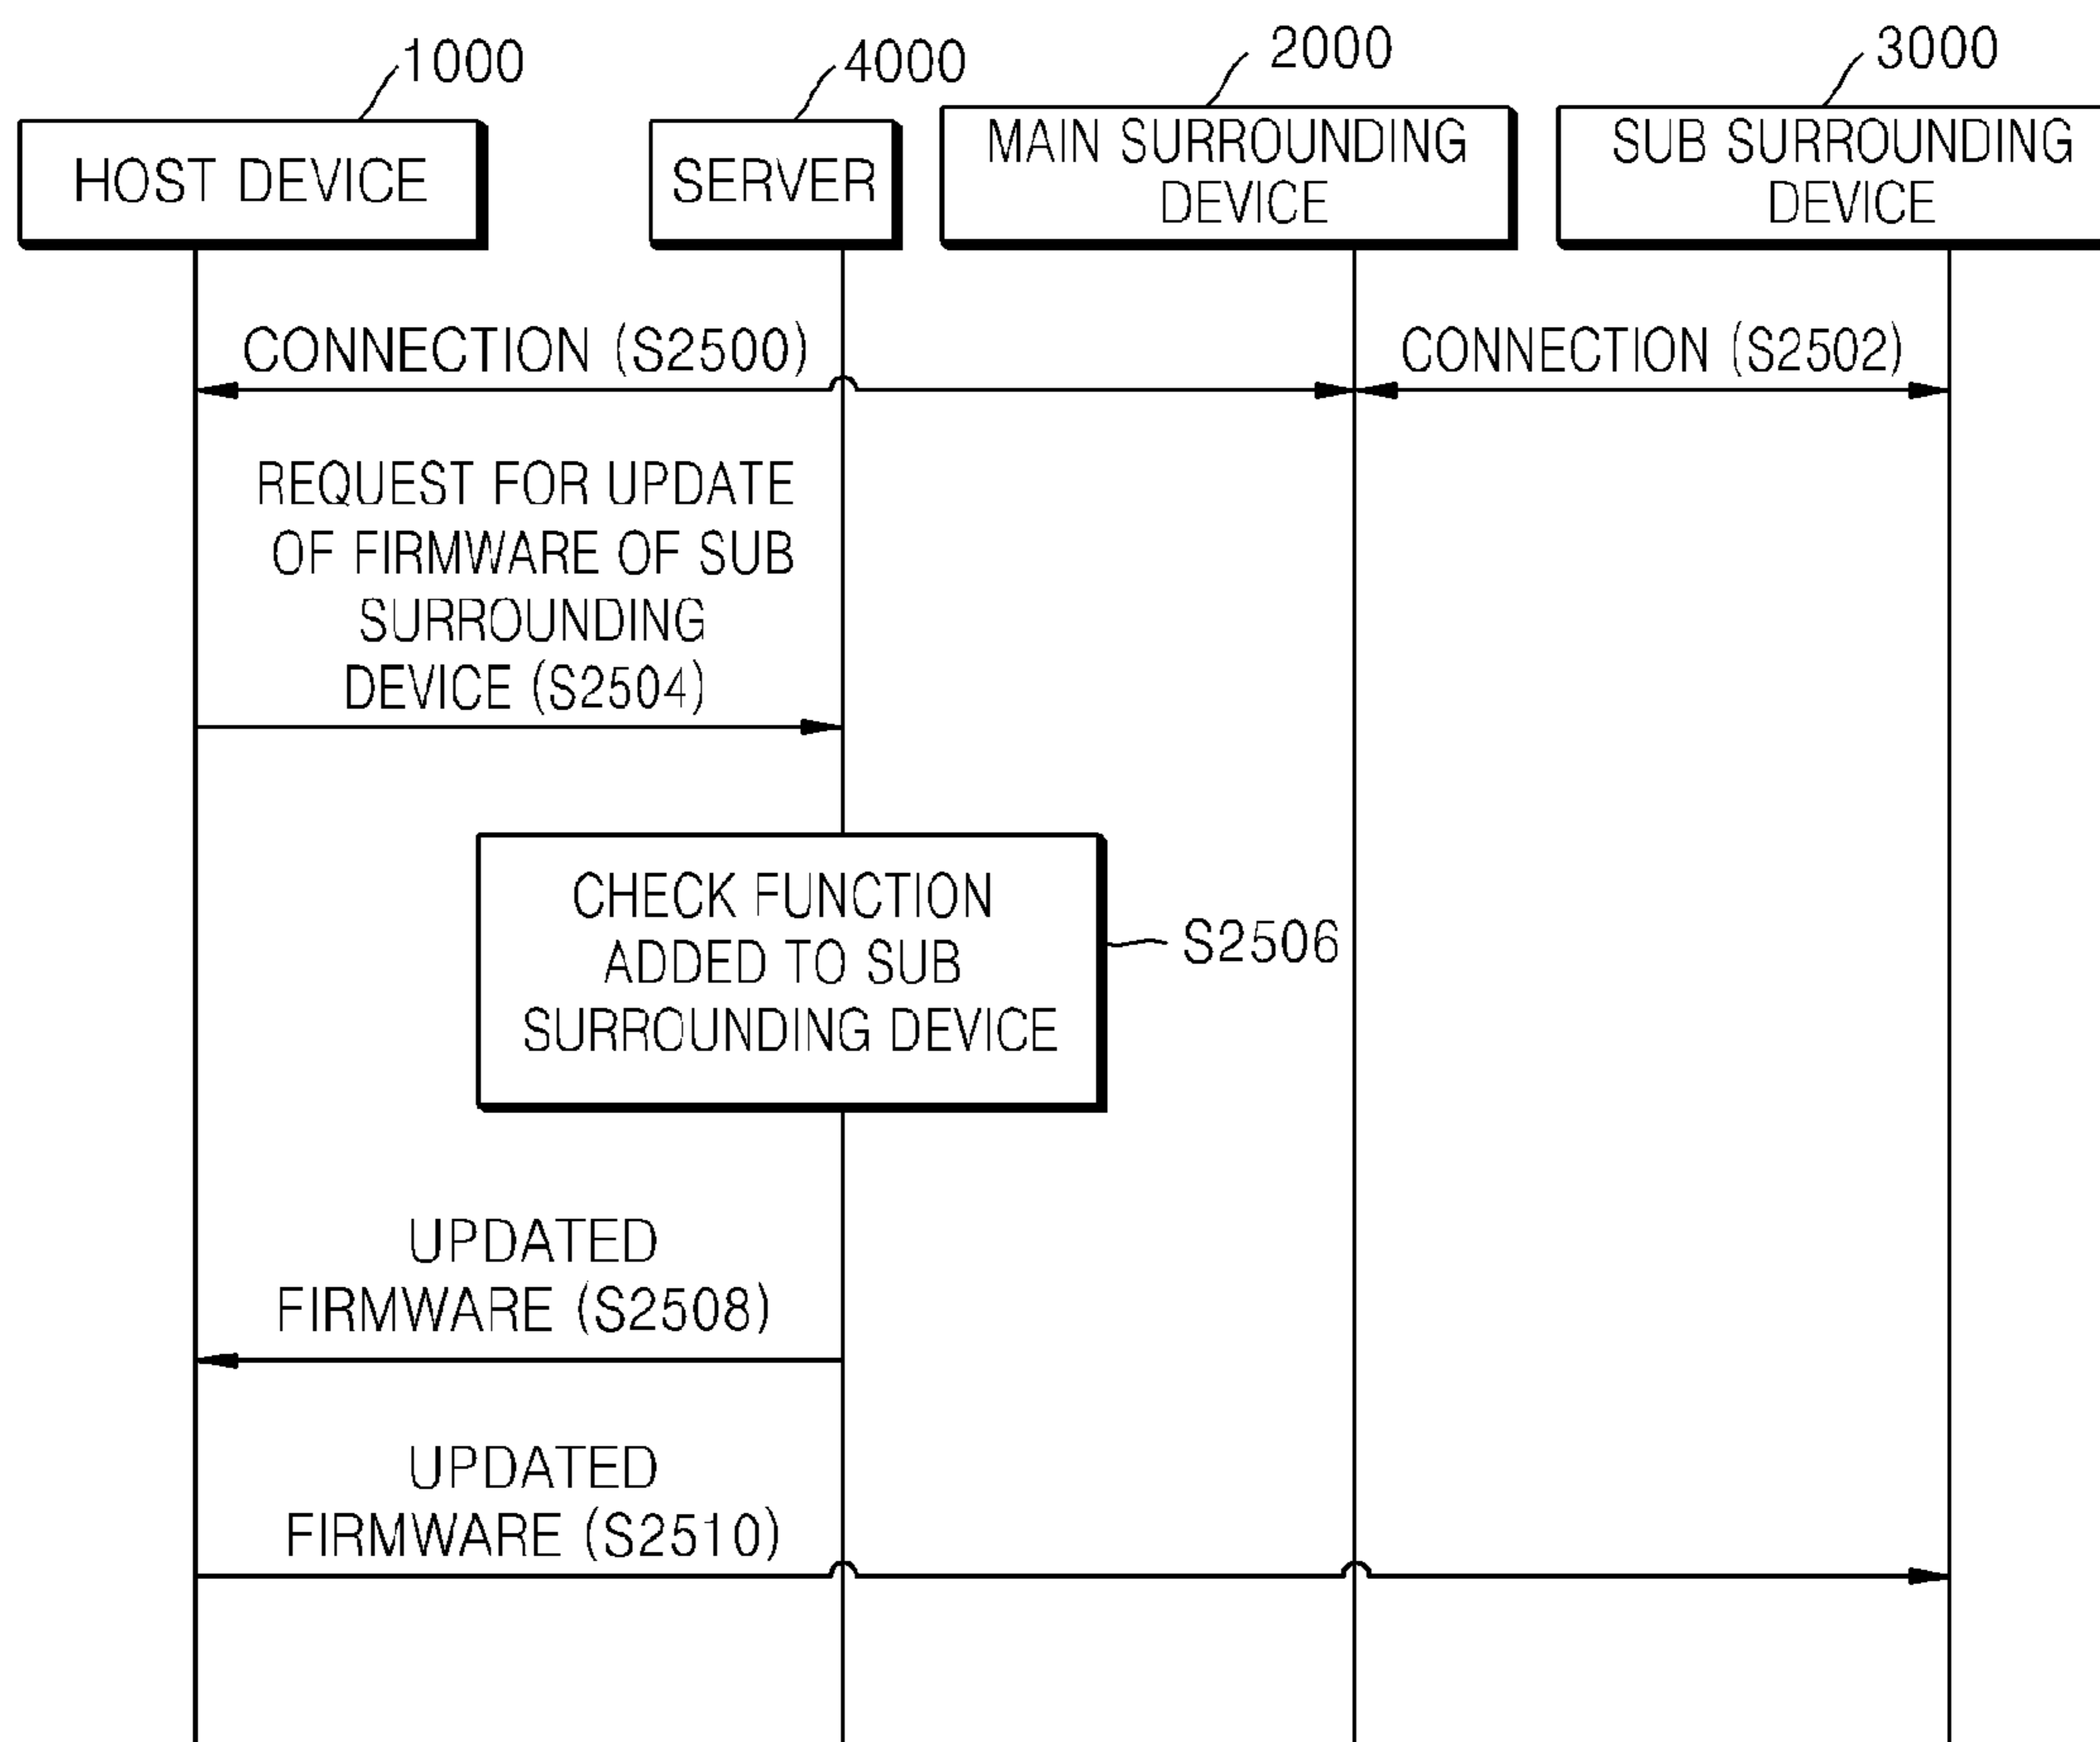 1000
4000
2000
3000
HOST DEVICE
SERVER
MAIN SURROUNDING
DEVICE
SUB SURROUNDING
DEVICE
CONNECTION (S2500)
CONNECTION (S2502)
REQUEST FOR UPDATE
OF FIRMWARE OF SUB
SURROUNDING
DEVICE (S2504)
CHECK FUNCTION
ADDED TO SUB
SURROUNDING DEVICE
S2506
UPDATED
FIRMWARE (S2508)
UPDATED
FIRMWARE (S2510)